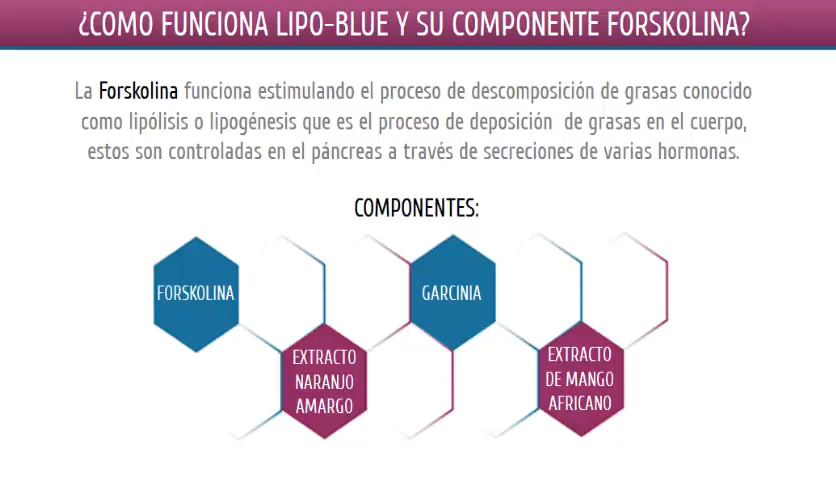 ¿COMO FUNCIONA LIPO-BLUE Y SU COMPONENTE FORSKOLINA?
La Forskolina funciona estimulando el proceso de descomposición de grasas conocido
como lipólisis o lipogénesis que es el proceso de deposición de grasas en el cuerpo,
estos son controladas en el páncreas a través de secreciones de varias hormonas.
COMPONENTES:
FORSKOLINA
GARCINIA
EXTRACTO
NARANJO
AMARGO
EXTRACTO
DE MANGO
AFRICANO